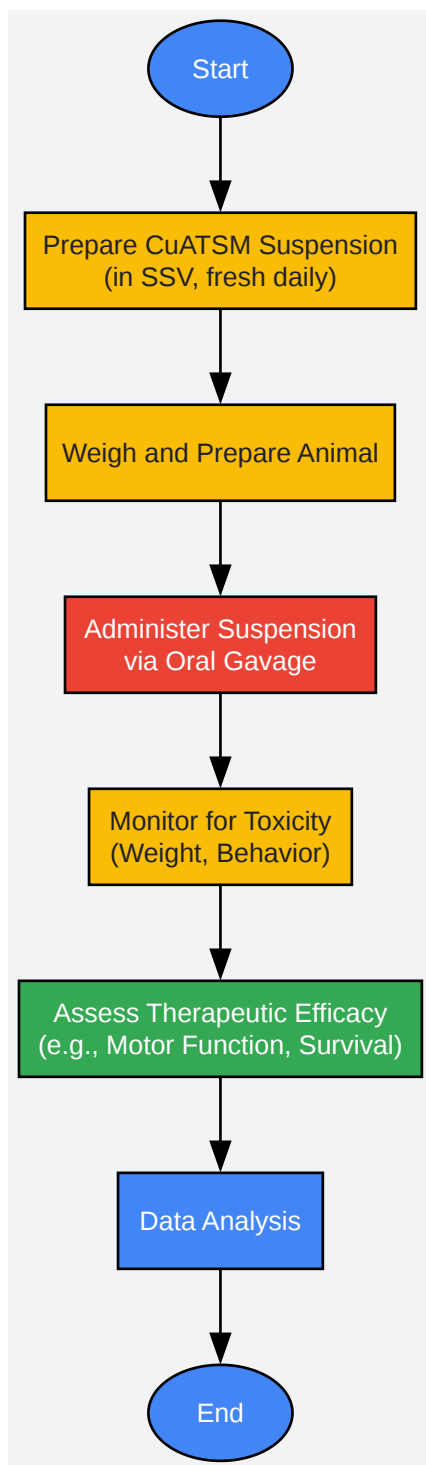 Start
Prepare CuATSM Suspension
(in SSV, fresh daily)
Weigh and Prepare Animal
Administer Suspension
via Oral Gavage
Monitor for Toxicity
(Weight, Behavior)
Assess Therapeutic Efficacy
(e.g., Motor Function, Survival)
Data Analysis
End